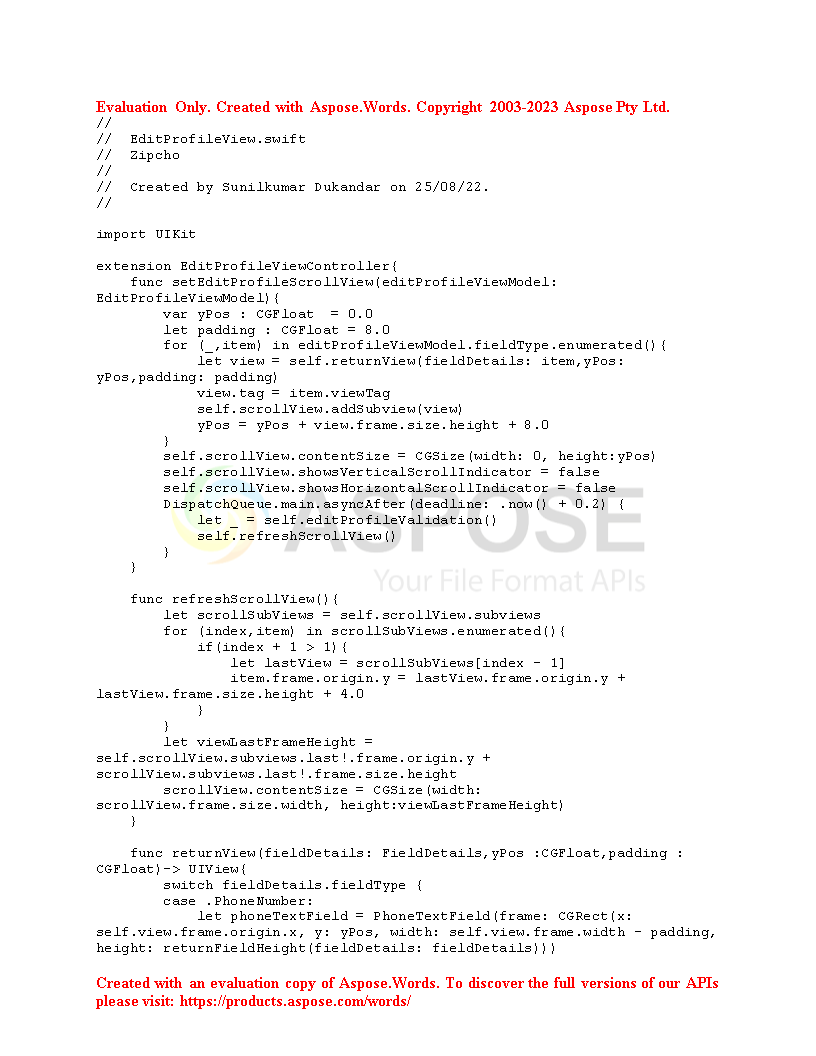 Evaluation Only. Created with Aspose.Words. Copyright 2003-2023 Aspose Pty Ltd.
//
//  EditProfileView.swift
//  Zipcho
//
//  Created by Sunilkumar Dukandar on 25/08/22.
//
import UIKit
extension EditProfileViewController{
    func setEditProfileScrollView(editProfileViewModel:
EditProfileViewModel){
        var yPos : CGFloat  = 0.0
        let padding : CGFloat = 8.0
        for (_,item) in editProfileViewModel.fieldType.enumerated(){
            let view = self.returnView(fieldDetails: item,yPos:
yPos,padding: padding)
            view.tag = item.viewTag
            self.scrollView.addSubview(view)
            yPos = yPos + view.frame.size.height + 8.0
        }
        self.scrollView.contentSize = CGSize(width: 0, height:yPos)
        self.scrollView.showsVerticalScrollIndicator = false
        self.scrollView.showsHorizontalScrollIndicator = false
        DispatchQueue.main.asyncAfter(deadline: .now() + 0.2) {
            let _ = self.editProfileValidation()
            self.refreshScrollView()
        }
    }
ASPOSE
Your File Format APIs
    func refreshScrollView(){
        let scrollSubViews = self.scrollView.subviews
        for (index,item) in scrollSubViews.enumerated(){
            if(index + 1 > 1){
                let lastView = scrollSubViews[index - 1]
                item.frame.origin.y = lastView.frame.origin.y +
lastView.frame.size.height + 4.0
            }
        }
        let viewLastFrameHeight =
self.scrollView.subviews.last!.frame.origin.y +
scrollView.subviews.last!.frame.size.height
        scrollView.contentSize = CGSize(width:
scrollView.frame.size.width, height:viewLastFrameHeight)
    }
    func returnView(fieldDetails: FieldDetails,yPos :CGFloat,padding :
CGFloat)-> UIView{
        switch fieldDetails.fieldType {
        case .PhoneNumber:
            let phoneTextField = PhoneTextField(frame: CGRect(x:
self.view.frame.origin.x, y: yPos, width: self.view.frame.width - padding,
height: returnFieldHeight(fieldDetails: fieldDetails)))
Created with an evaluation copy of Aspose.Words. To discover the full versions of our APIs
please visit: https://products.aspose.com/words/